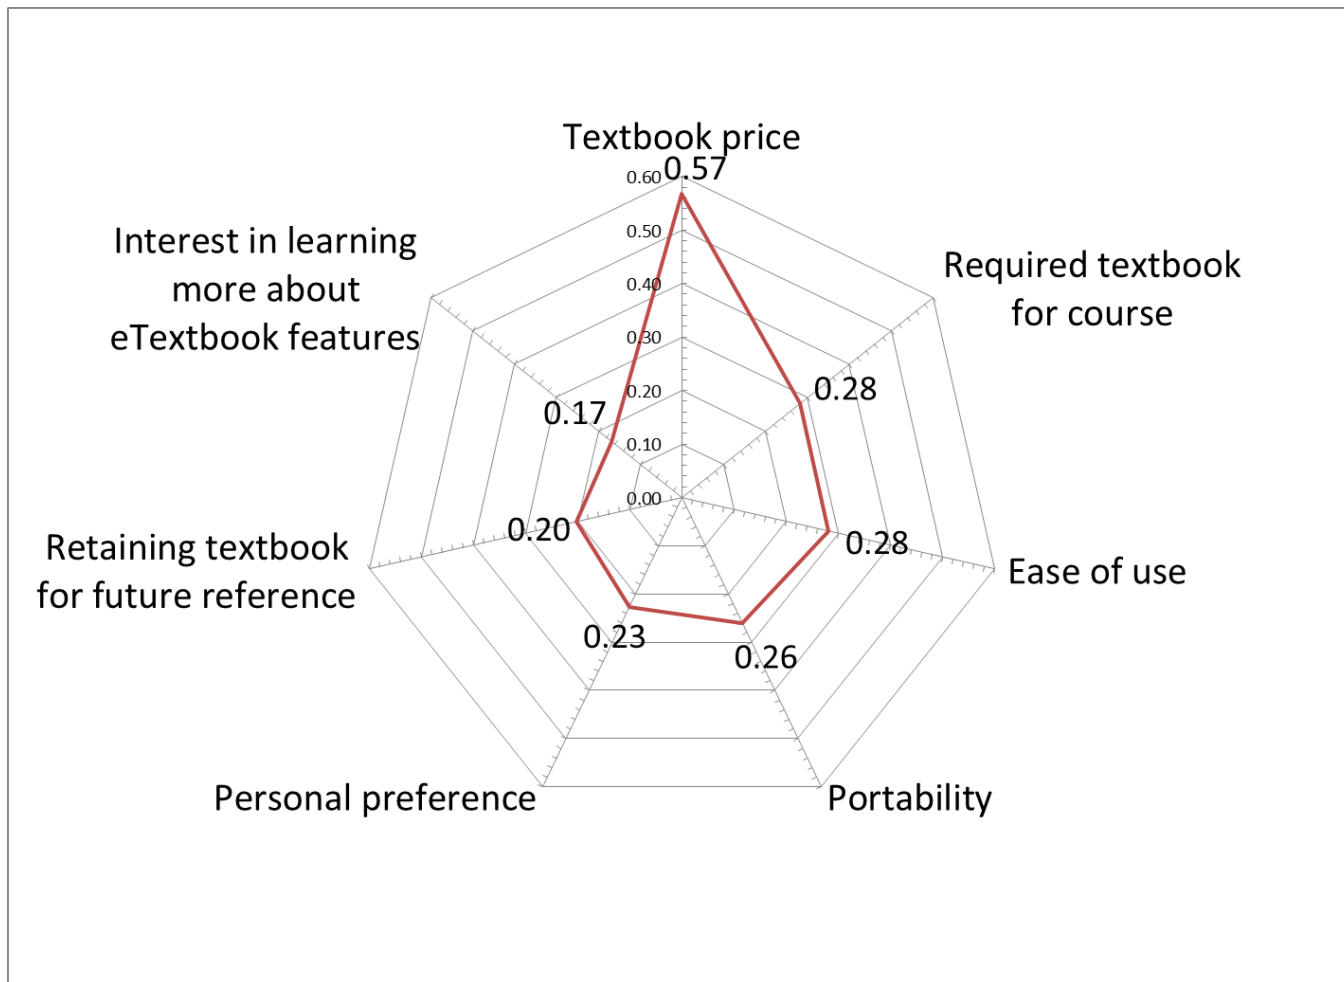 Textbook price
0.57
0.60
0.50
0.40
0.30
0.20
0.10
0.00
Required textbook
for course
0.28
Ease of use
0.28
Portability
0.26
Personal preference
0.23
Retaining textbook
for future reference
0.20
Interest in learning
more about
eTextbook features
0.17